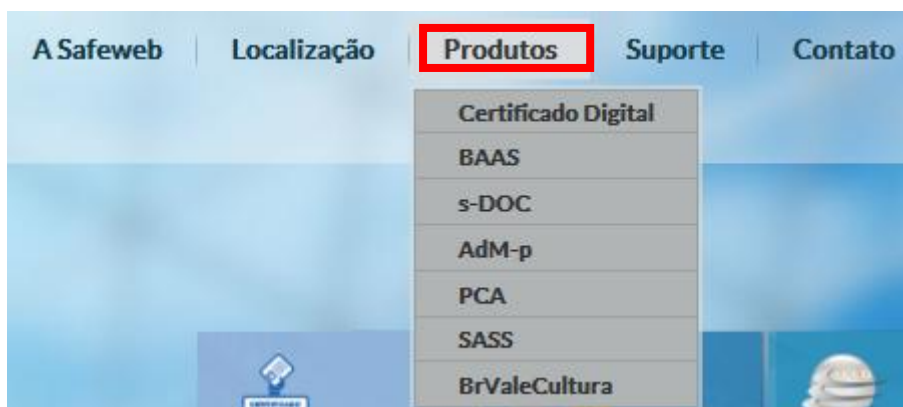 A Safeweb Localização Produtos Suporte Contato
Certificado Digital
BAAS
s-DOC
AdM-p
PCA
SASS
BrValeCultura